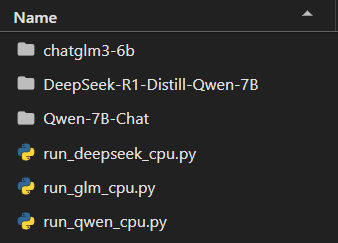 Name
chatglm3-6b
DeepSeek-R1-Distill-Qwen-7B
Qwen-7B-Chat
run_deepseek_cpu.py
run_glm_cpu.py
run_qwen_cpu.py